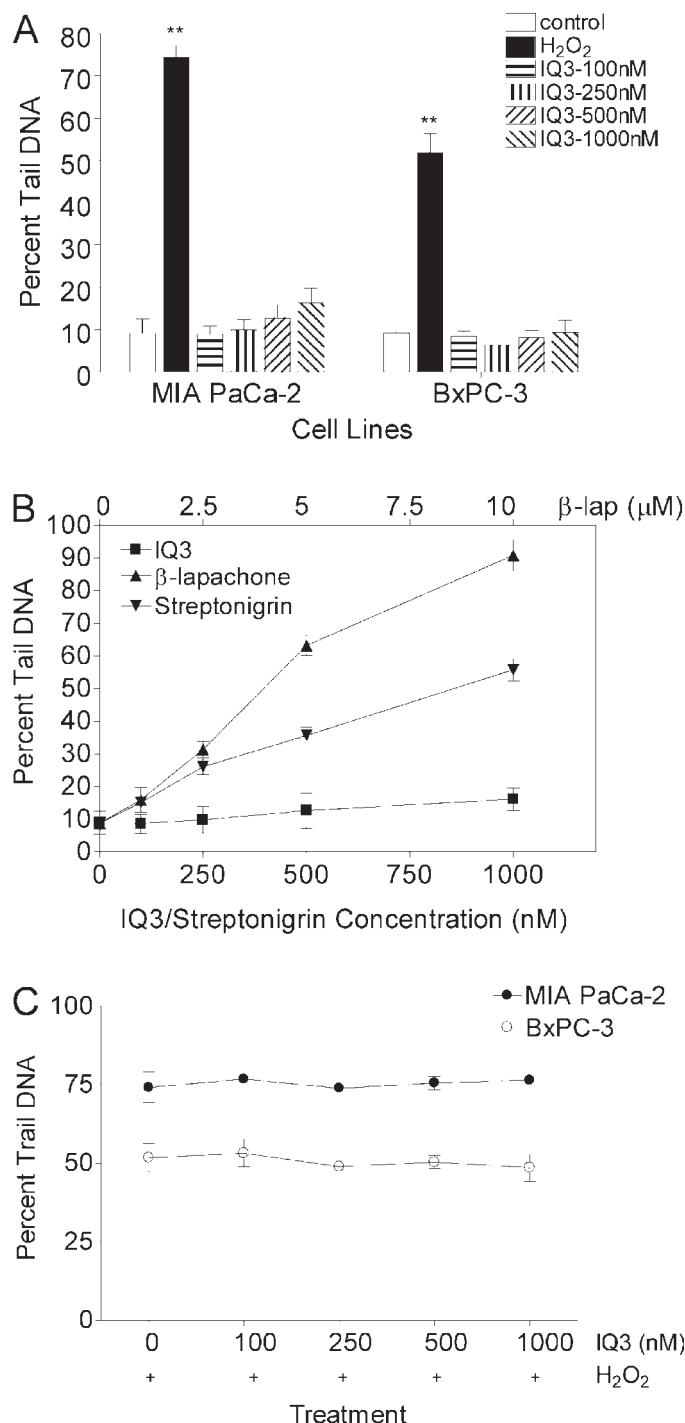 A
control
H2O2
IQ3-100nM
IQ3-250nM
IQ3-500nM
IQ3-1000nM
80
70
60
50
40
30
20
10
0
Percent Tail DNA
**
**
MIA PaCa-2 BxPC-3
Cell Lines
B
0 2.5 5 7.5 10 β-lap (μM)
100
90
80
70
60
50
40
30
20
10
0
Percent Tail DNA
IQ3
β-lapachone
Streptonigrin
0 250 500 750 1000
IQ3/Streptonigrin Concentration (nM)
C
MIA PaCa-2
BxPC-3
100
75
50
25
0
Percent Trail DNA
0 100 250 500 1000 IQ3 (nM)
+ + + + + H2O2
Treatment